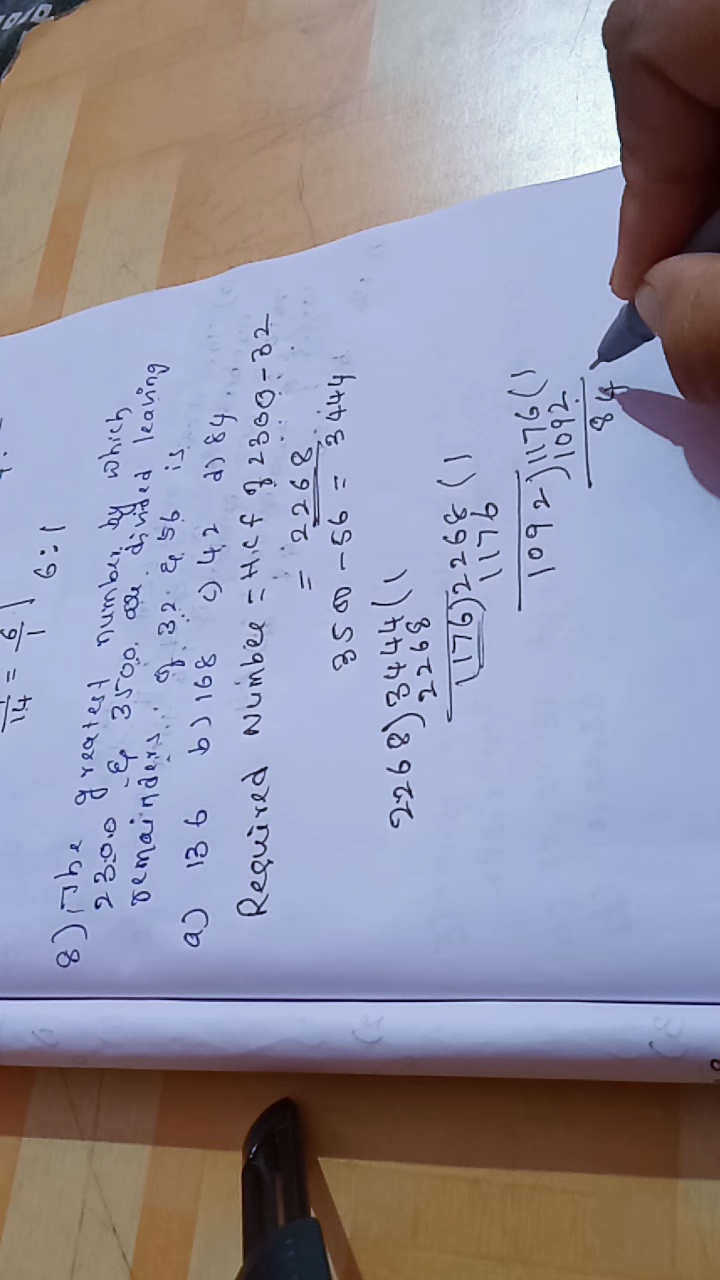 14 = 1 6:1
8) The greatest number by which
2300 & 3500 are divided leaving
remainders of 32 & 56 is
a) 136 b) 168 c) 42 d) 84
Required Number = H.C.F of 2300-32
= 2268
3500-56 = 3444
2268)3444(1
2268
1176)2268(1
1176
1092)1176(1
1092
84